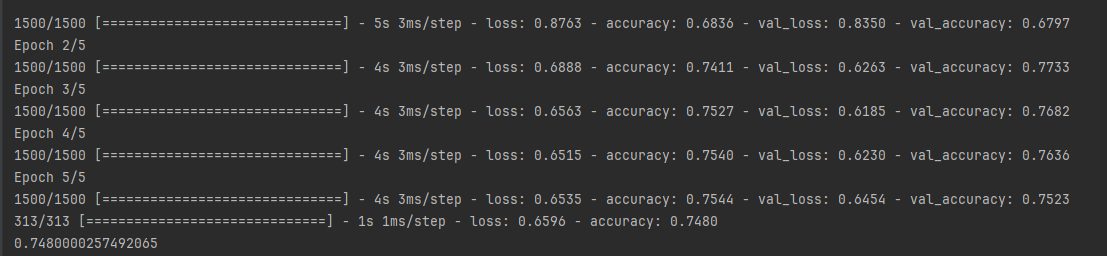 1500/1500 [==============================] - 5s 3ms/step - loss: 0.8763 - accuracy: 0.6836 - val_loss: 0.8350 - val_accuracy: 0.6797
Epoch 2/5
1500/1500 [==============================] - 4s 3ms/step - loss: 0.6888 - accuracy: 0.7411 - val_loss: 0.6263 - val_accuracy: 0.7733
Epoch 3/5
1500/1500 [==============================] - 4s 3ms/step - loss: 0.6563 - accuracy: 0.7527 - val_loss: 0.6185 - val_accuracy: 0.7682
Epoch 4/5
1500/1500 [==============================] - 4s 3ms/step - loss: 0.6515 - accuracy: 0.7540 - val_loss: 0.6230 - val_accuracy: 0.7636
Epoch 5/5
1500/1500 [==============================] - 4s 3ms/step - loss: 0.6535 - accuracy: 0.7544 - val_loss: 0.6454 - val_accuracy: 0.7523
313/313 [==============================] - 1s 1ms/step - loss: 0.6596 - accuracy: 0.7480
0.7480000257492065